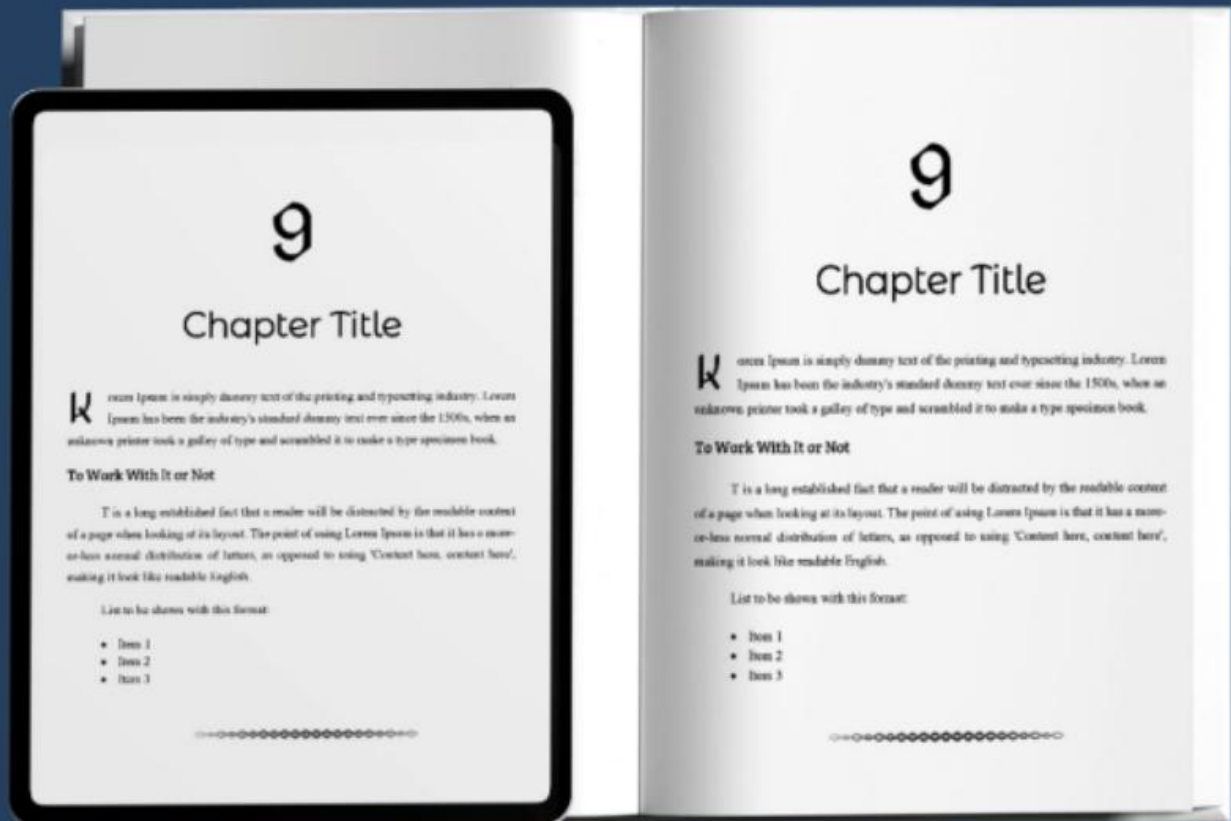 9
Chapter Title
K orem Ipsum is simply dummy text of the printing and typesetting industry. Lorem
Ipsum has been the industry's standard dummy text ever since the 1500s, when an
unknown printer took a galley of type and scrambled it to make a type specimen book.
To Work With It or Not
T is a long established fact that a reader will be distracted by the readable content
of a page when looking at its layout. The point of using Lorem Ipsum is that it has a more-
or-less normal distribution of letters, as opposed to using 'Content here, content here',
making it look like readable English.
List to be shown with this format:
• Item 1
• Item 2
• Item 3
9
Chapter Title
K orem Ipsum is simply dummy text of the printing and typesetting industry. Lorem
Ipsum has been the industry's standard dummy text ever since the 1500s, when an
unknown printer took a galley of type and scrambled it to make a type specimen book.
To Work With It or Not
T is a long established fact that a reader will be distracted by the readable content
of a page when looking at its layout. The point of using Lorem Ipsum is that it has a more-
or-less normal distribution of letters, as opposed to using 'Content here, content here',
making it look like readable English.
List to be shown with this format:
• Item 1
• Item 2
• Item 3